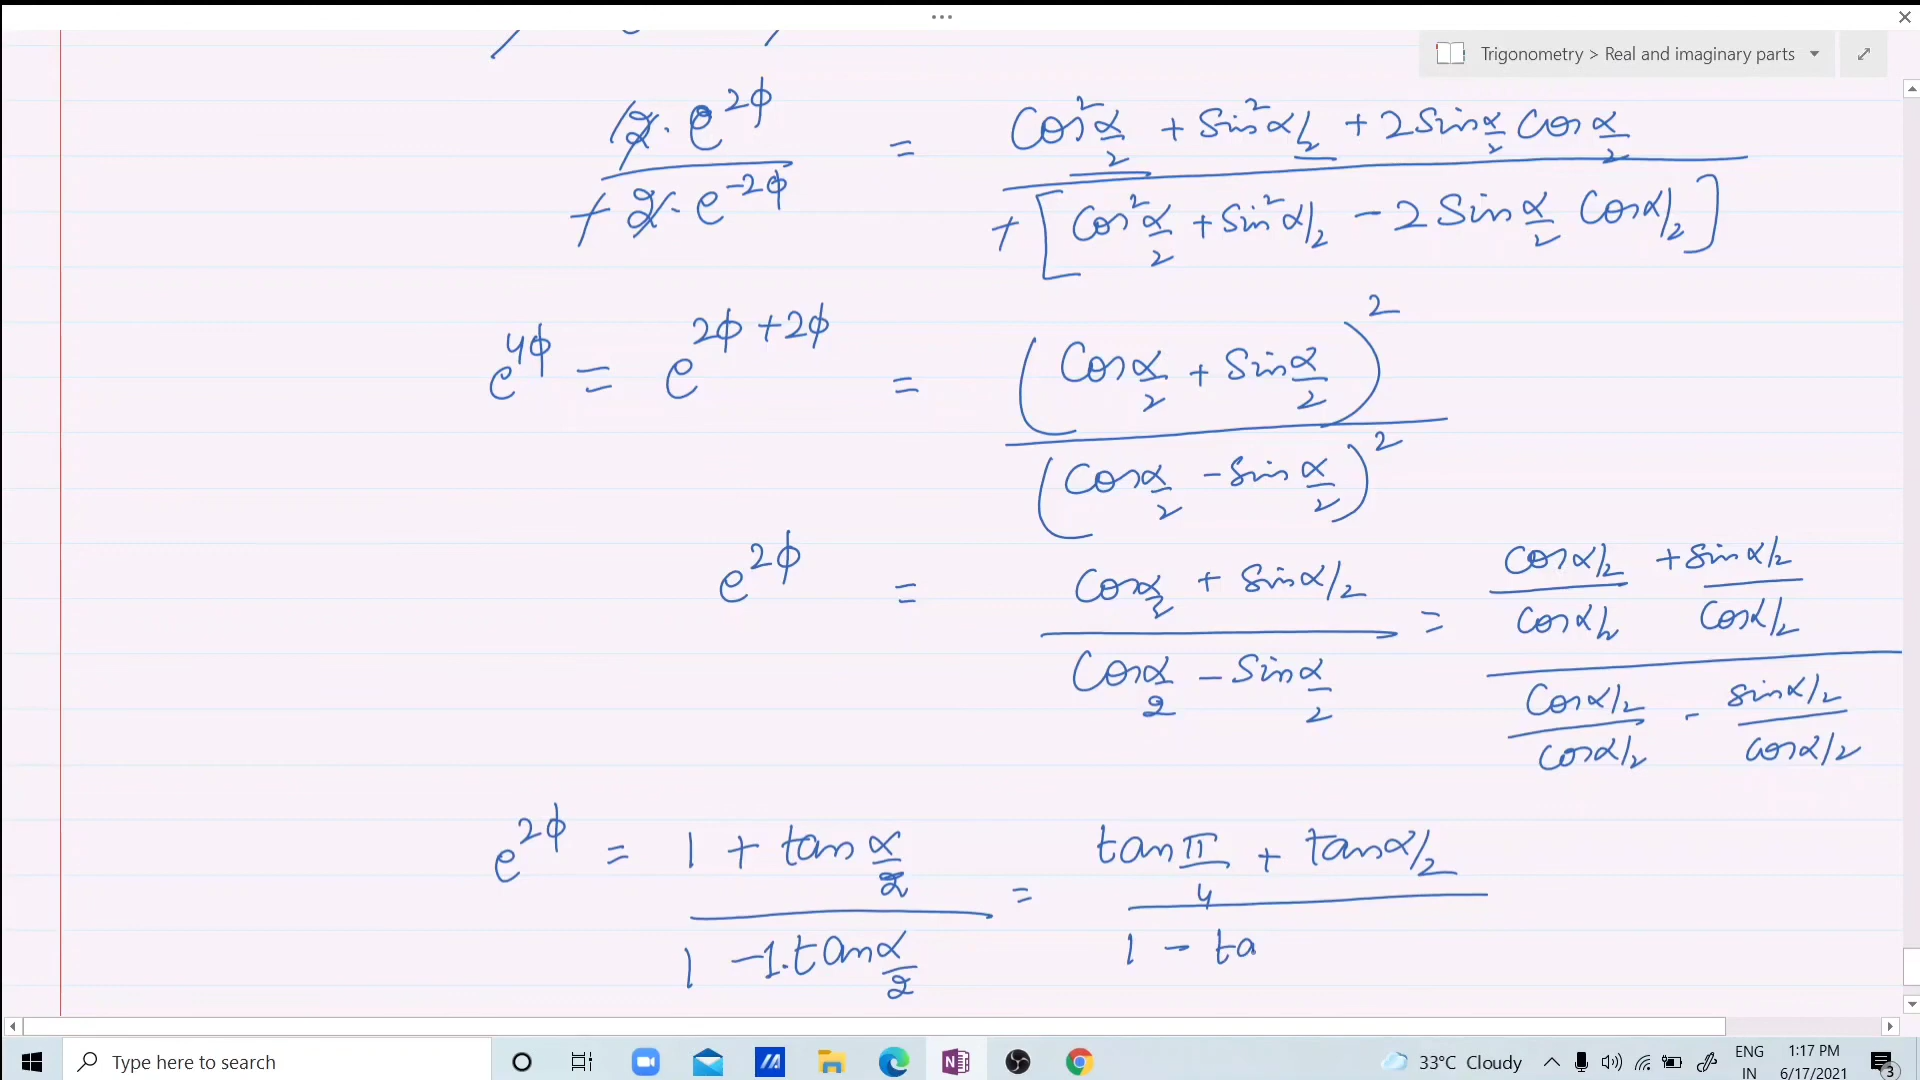 Trigonometry > Real and imaginary parts
2·e^{2φ} / + 2·e^{-2φ} = (Cos²α/2 + Sin²α/2 + 2 Sin α/2 Cos α/2) / +[Cos²α/2 + Sin²α/2 - 2 Sin α/2 Cos α/2]
e^{4φ} = e^{2φ+2φ} = (Cos α/2 + Sin α/2)² / (Cos α/2 - Sin α/2)²
e^{2φ} = (Cos α/2 + Sin α/2) / (Cos α/2 - Sin α/2) = (Cos α/2 / Cos α/2 + Sin α/2 / Cos α/2) / (Cos α/2 / Cos α/2 - Sin α/2 / Cos α/2)
e^{2φ} = (1 + tan α/2) / (1 - 1·tan α/2) = (tan π/4 + tan α/2) / (1 - ta
Type here to search
33°C Cloudy
ENG
IN
1:17 PM
6/17/2021
3